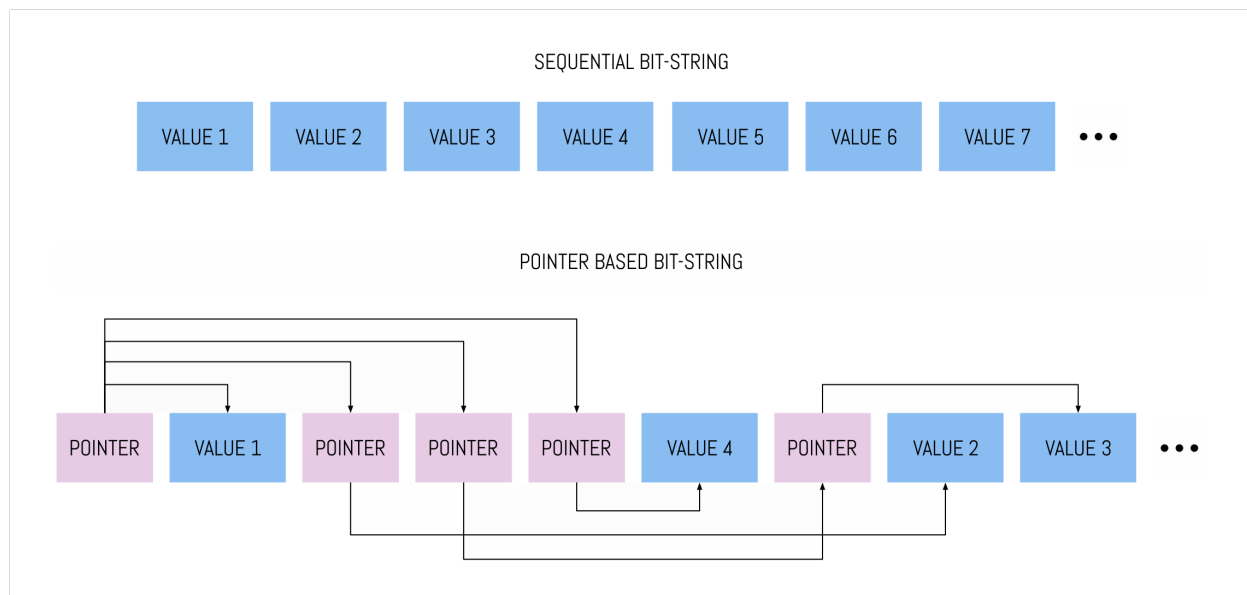 SEQUENTIAL BIT-STRING
VALUE 1 VALUE 2 VALUE 3 VALUE 4 VALUE 5 VALUE 6 VALUE 7 •••
POINTER BASED BIT-STRING
POINTER VALUE 1 POINTER POINTER POINTER VALUE 4 POINTER VALUE 2 VALUE 3 •••